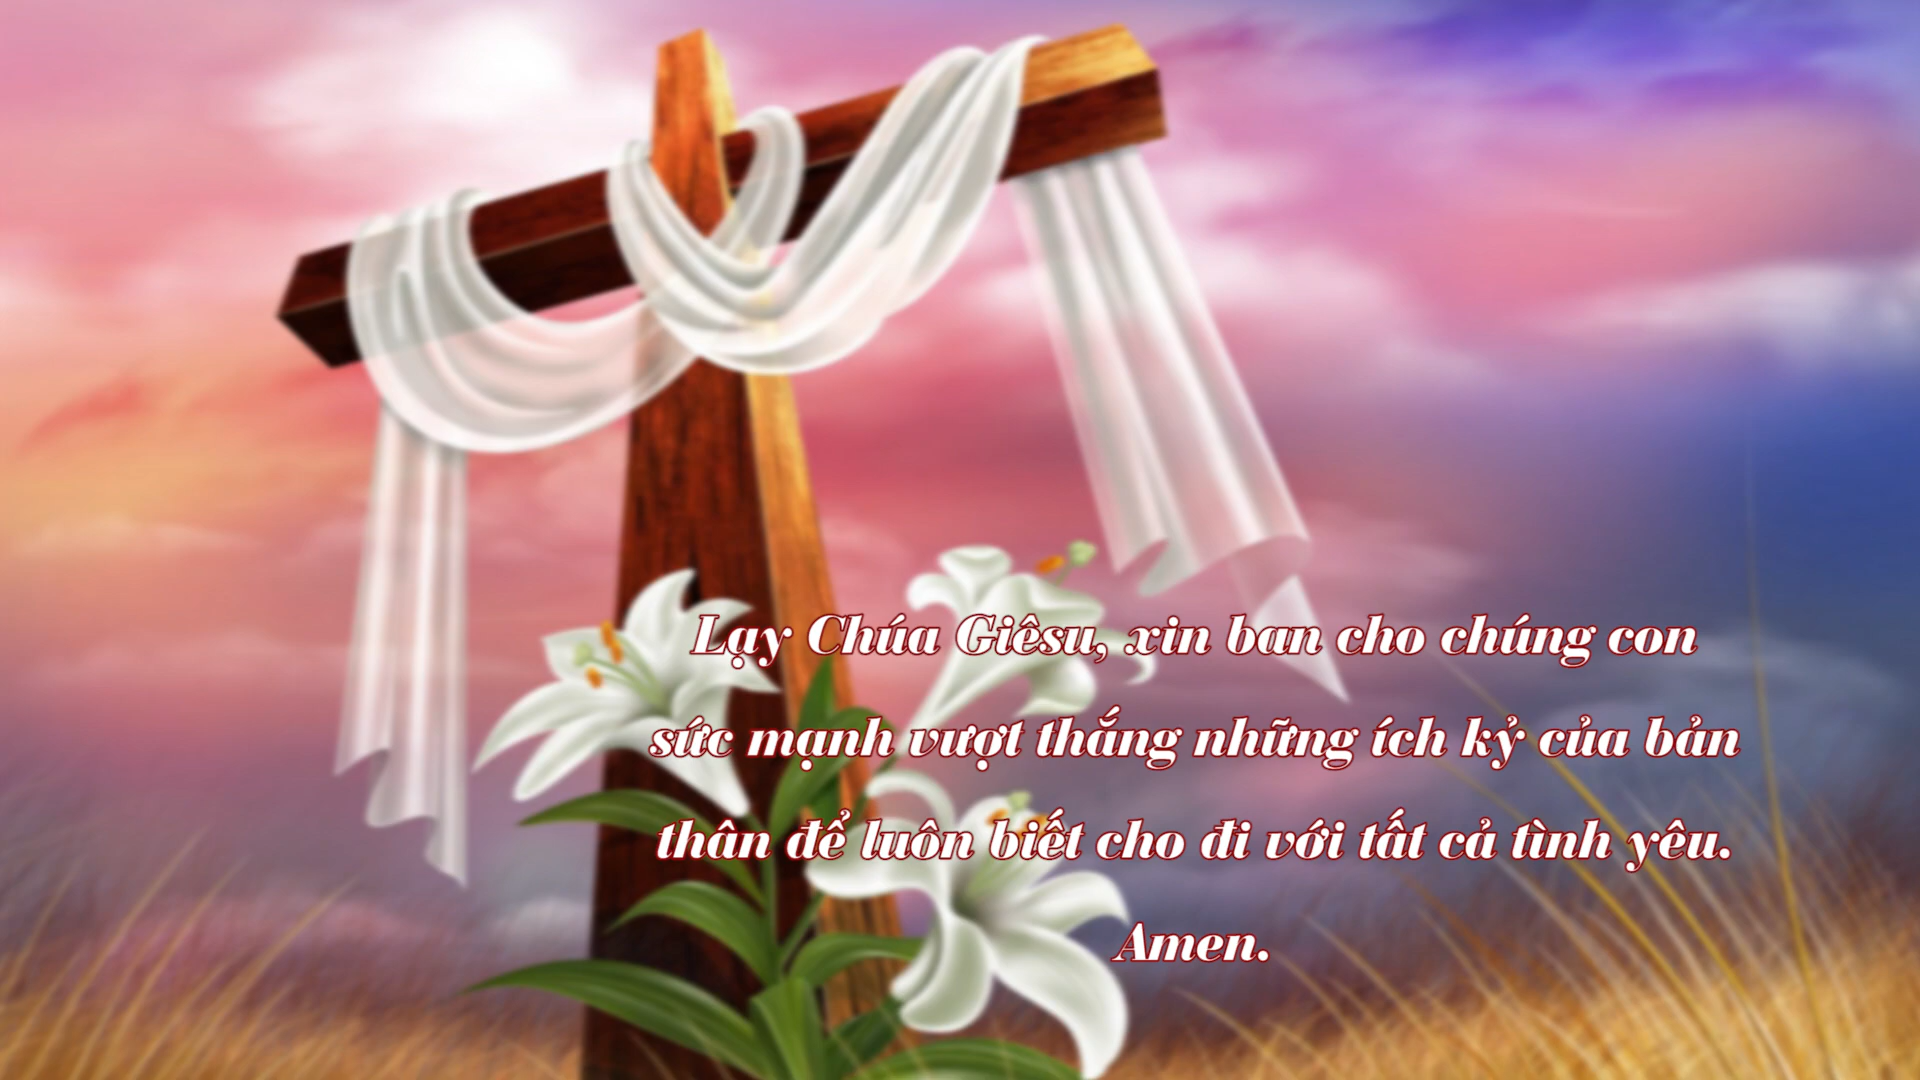 Lạy Chúa Giêsu, xin ban cho chúng con
sức mạnh vượt thắng những ích kỷ của bản
thân để luôn biết cho đi với tất cả tình yêu.
Amen.